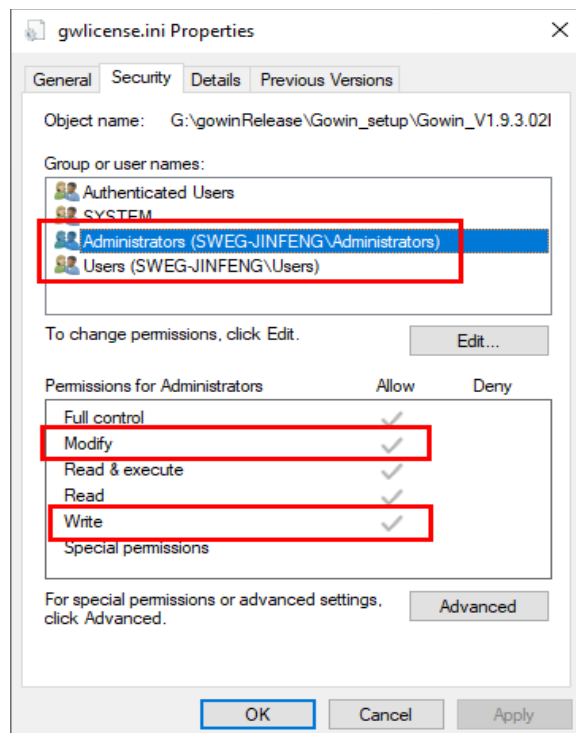 gwlicense.ini Properties
General Security Details Previous Versions
Object name: G:\gowinRelease\Gowin_setup\Gowin_V1.9.3.02I
Group or user names:
Authenticated Users
SYSTEM
Administrators (SWEG-JINFENG\Administrators)
Users (SWEG-JINFENG\Users)
To change permissions, click Edit.
Edit...
Permissions for Administrators Allow Deny
Full control
Modify
Read & execute
Read
Write
Special permissions
For special permissions or advanced settings,
click Advanced.
Advanced
OK Cancel Apply